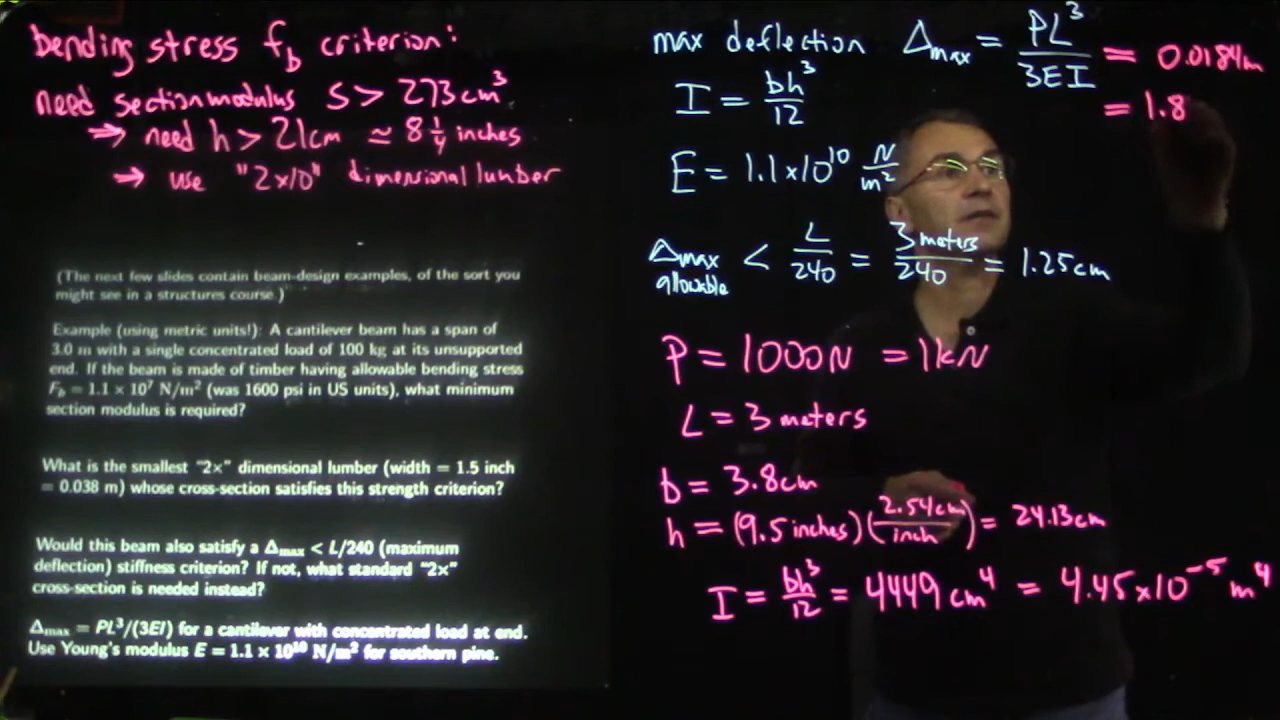 bending stress f_b criterion:
need section modulus S > 273 cm³
⇒ need h > 21cm ≃ 8 1/4 inches
→ use "2x10" dimensional lumber
(The next few slides contain beam-design examples, of the sort you
might see in a structures course.)
Example (using metric units!): A cantilever beam has a span of
3.0 m with a single concentrated load of 100 kg at its unsupported
end. If the beam is made of timber having allowable bending stress
F_b = 1.1 × 10⁷ N/m² (was 1600 psi in US units), what minimum
section modulus is required?
What is the smallest "2×" dimensional lumber (width = 1.5 inch
= 0.038 m) whose cross-section satisfies this strength criterion?
Would this beam also satisfy a Δmax < L/240 (maximum
deflection) stiffness criterion? If not, what standard "2×"
cross-section is needed instead?
Δmax = PL³/(3EI) for a cantilever with concentrated load at end.
Use Young's modulus E = 1.1 × 10¹⁰ N/m² for southern pine.
max deflection Δmax = PL³/3EI = 0.0184m
= 1.8
I = bh³/12
E = 1.1×10¹⁰ N/m²
Δmax allowable < L/240 = 3 meters/240 = 1.25cm
P = 1000N = 1kN
L = 3 meters
b = 3.8cm
h = (9.5 inches)(2.54cm/inch) = 24.13cm
I = bh³/12 = 4449 cm⁴ = 4.45×10⁻⁵ m⁴